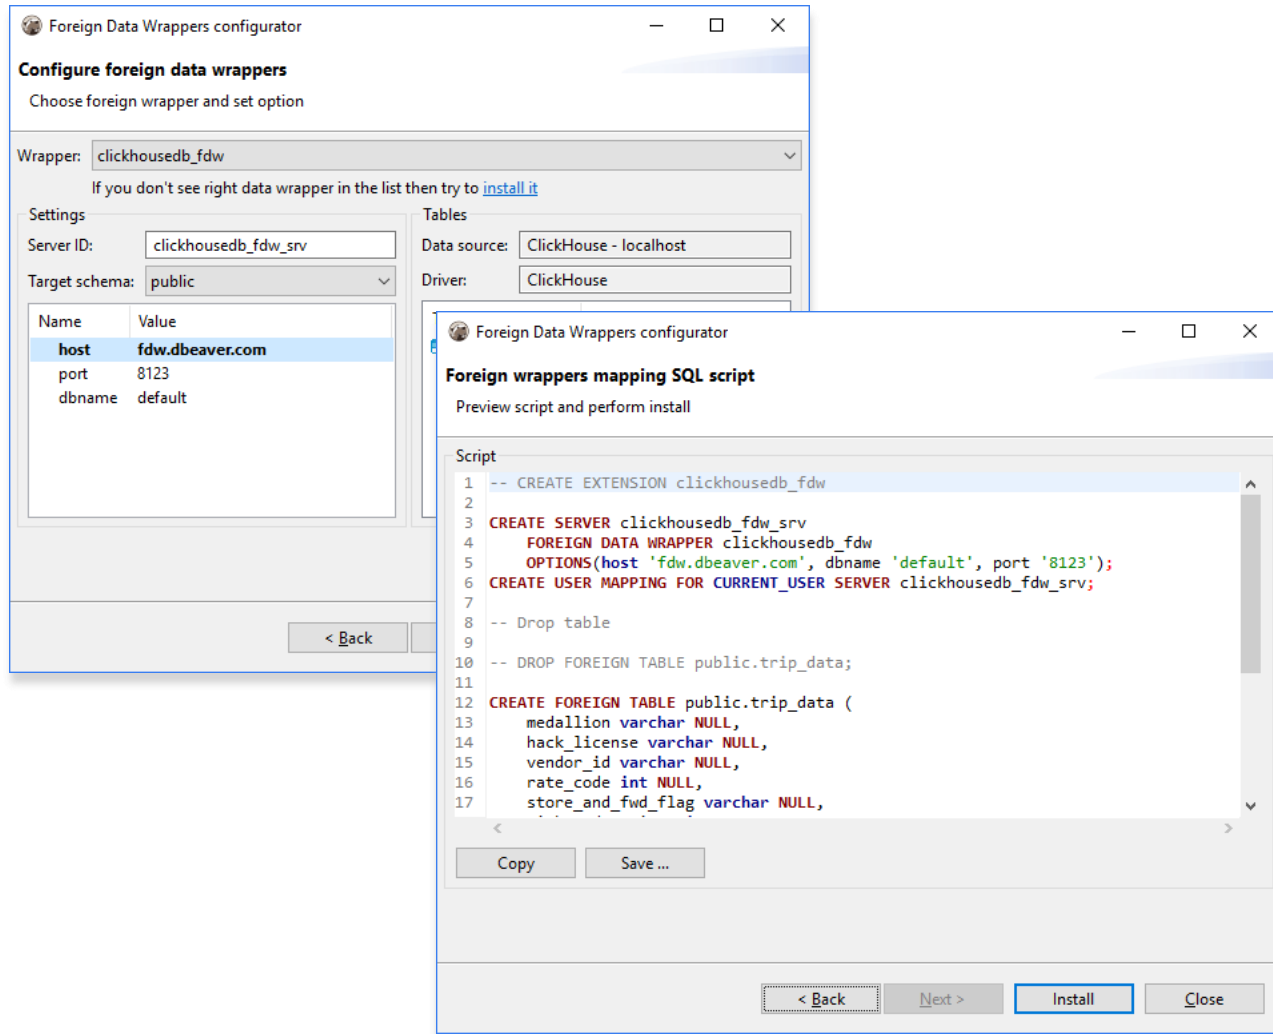 Foreign Data Wrappers configurator
Configure foreign data wrappers
Choose foreign wrapper and set option
Wrapper: clickhousedb_fdw
If you don't see right data wrapper in the list then try to install it
Settings
Server ID: clickhousedb_fdw_srv
Target schema: public
Name Value
host fdw.dbeaver.com
port 8123
dbname default
Tables
Data source: ClickHouse - localhost
Driver: ClickHouse
< Back
Foreign Data Wrappers configurator
Foreign wrappers mapping SQL script
Preview script and perform install
Script
1 -- CREATE EXTENSION clickhousedb_fdw
2
3 CREATE SERVER clickhousedb_fdw_srv
4 FOREIGN DATA WRAPPER clickhousedb_fdw
5 OPTIONS(host 'fdw.dbeaver.com', dbname 'default', port '8123');
6 CREATE USER MAPPING FOR CURRENT_USER SERVER clickhousedb_fdw_srv;
7
8 -- Drop table
9
10 -- DROP FOREIGN TABLE public.trip_data;
11
12 CREATE FOREIGN TABLE public.trip_data (
13 medallion varchar NULL,
14 hack_license varchar NULL,
15 vendor_id varchar NULL,
16 rate_code int NULL,
17 store_and_fwd_flag varchar NULL,
Copy Save ...
< Back Next > Install Close